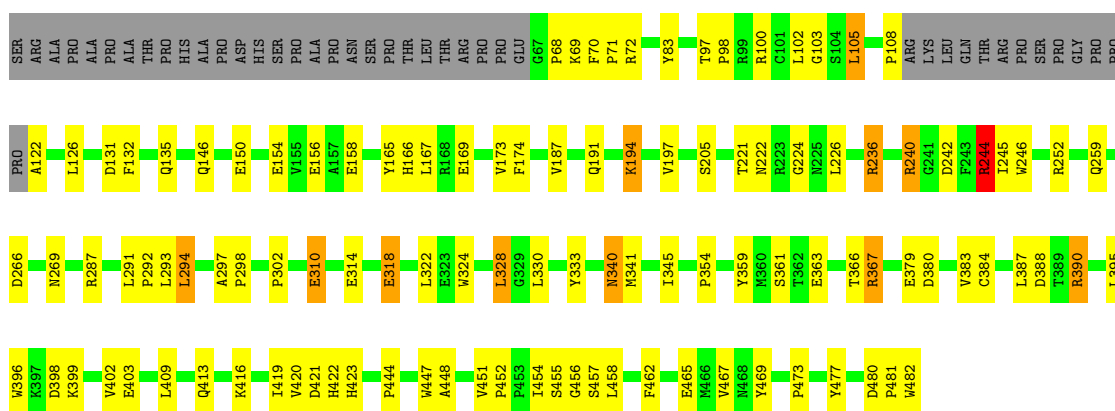 SER ARG ALA PRO ALA PRO ALA THR PRO HIS ALA PRO ASP HIS SER PRO ALA PRO ASN SER PRO THR LEU THR ARG PRO PRO GLU G67 P68 K69 F70 P71 R72 Y83 T97 P98 R99 R100 C101 L102 G103 S104 L105 P108 ARG LYS LEU GLN THR ARG PRO SER PRO GLY PRO PRO
PRO A122 L126 D131 F132 Q135 Q146 E150 E154 V155 E156 A157 E158 Y165 H166 L167 R168 E169 V173 F174 V187 Q191 K194 V197 S205 T221 N222 R223 G224 N225 L226 R236 R240 G241 D242 F243 R244 I245 W246 R252 Q259
D266 N269 R287 L291 P292 L293 L294 A297 P298 P302 E310 E314 E318 L322 E323 W324 L328 G329 L330 Y333 N340 M341 I345 P354 Y359 M360 S361 T362 E363 T366 R367 E379 D380 V383 C384 L387 D388 T389 R390 L395
W396 K397 D398 K399 V402 E403 L409 Q413 K416 I419 V420 D421 H422 H423 P444 W447 A448 V451 P452 P453 I454 S455 G456 S457 L458 F462 E465 M466 V467 N468 Y469 P473 Y477 D480 P481 W482